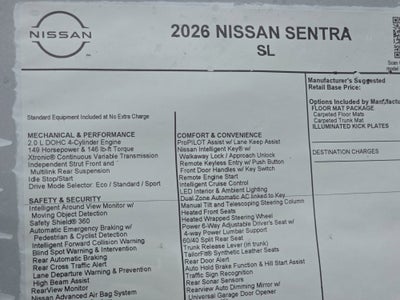 NISSAN
2026 NISSAN SENTRA
SL
Scan
model
Standard Equipment Included at No Extra Charge
Manufacturer's Suggested
Retail Base Price:
Options Included by Manufactu
FLOOR MAT PACKAGE
Carpeted Floor Mats
Carpeted Trunk Mat
ILLUMINATED KICK PLATES
DESTINATION CHARGES
MECHANICAL & PERFORMANCE
2.0 L DOHC 4-Cylinder Engine
149 Horsepower & 146 lb-ft Torque
Xtronic® Continuous Variable Transmission
Independent Strut Front and
Multilink Rear Suspension
Idle Stop/Start
Drive Mode Selector: Eco / Standard / Sport
SAFETY & SECURITY
Intelligent Around View Monitor w/
Moving Object Detection
Safety Shield® 360
Automatic Emergency Braking w/
Pedestrian & Cyclist Detection
Intelligent Forward Collision Warning
Blind Spot Warning & Intervention
Rear Automatic Braking
Rear Cross Traffic Alert
Lane Departure Warning & Prevention
High Beam Assist
RearView Monitor
Nissan Advanced Air Bag System
COMFORT & CONVENIENCE
ProPILOT Assist w/ Lane Keep Assist
Nissan Intelligent Key® w/
Walkaway Lock / Approach Unlock
Remote Keyless Entry w/ Push Button
Front Door Handles w/ Key Switch
Remote Engine Start
Intelligent Cruise Control
LED Interior & Ambient Lighting
Dual Zone Automatic AC linked to Key
Manual Tilt and Telescoping Steering Column
Heated Front Seats
Heated Wrapped Steering Wheel
Power 6-Way Adjustable Driver's Seat w/
4-way Power Lumbar Support
60/40 Split Rear Seat
Trunk Release Lever (in trunk)
TailorFit® Synthetic Leather Seats
Rear Door Alert
Auto Hold Brake Function & Hill Start Assist
Traffic Sign Recognition
Rear Sonar Sensors
Rearview Auto Dimming Mirror w/
Universal Garage Door Opener